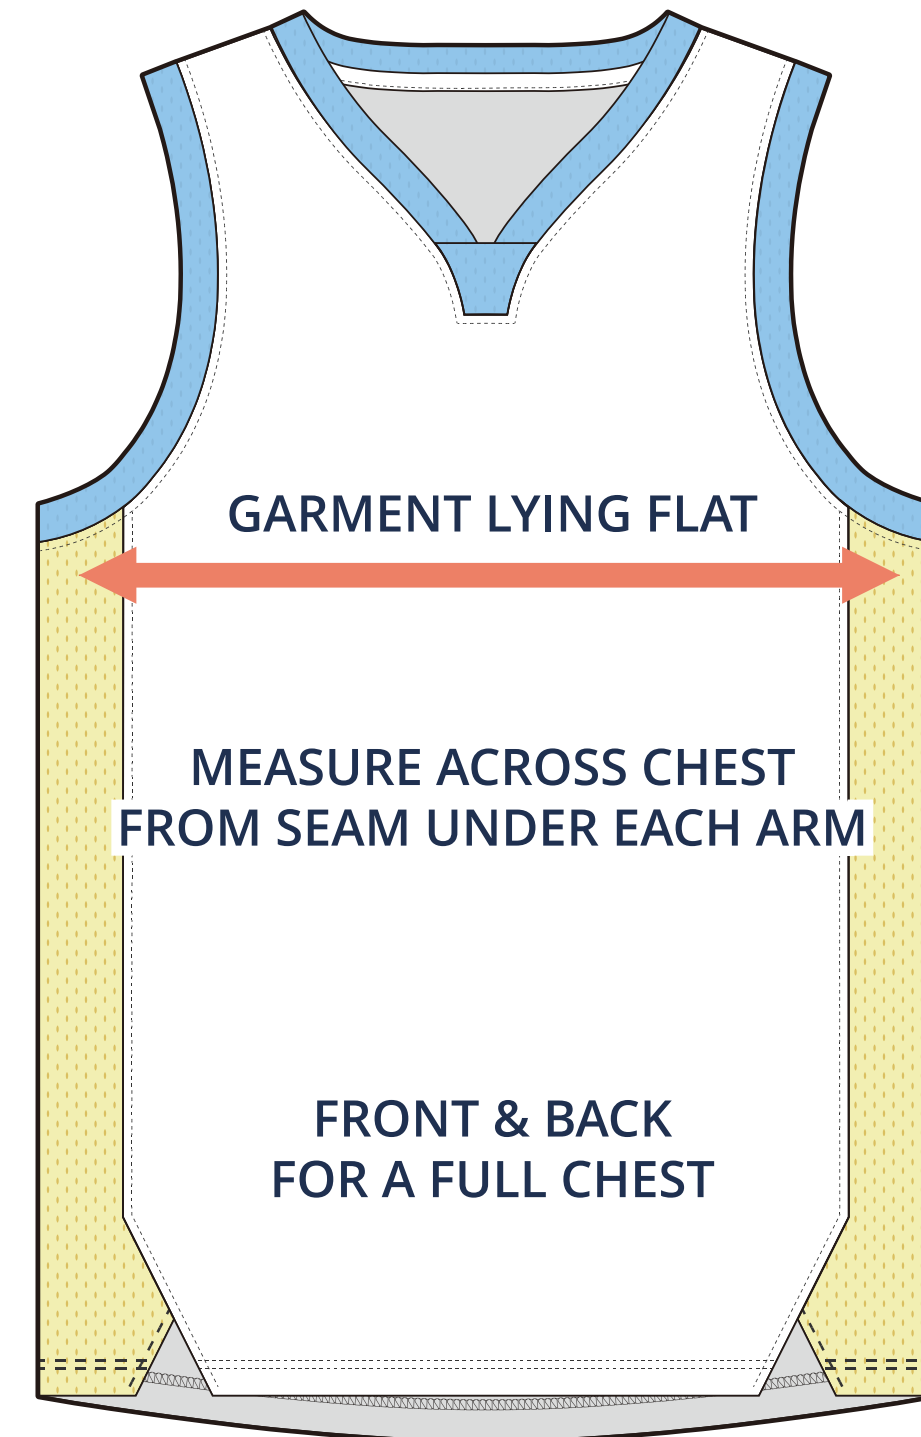 GARMENT LYING FLAT
MEASURE ACROSS CHEST
FROM SEAM UNDER EACH ARM
FRONT & BACK
FOR A FULL CHEST